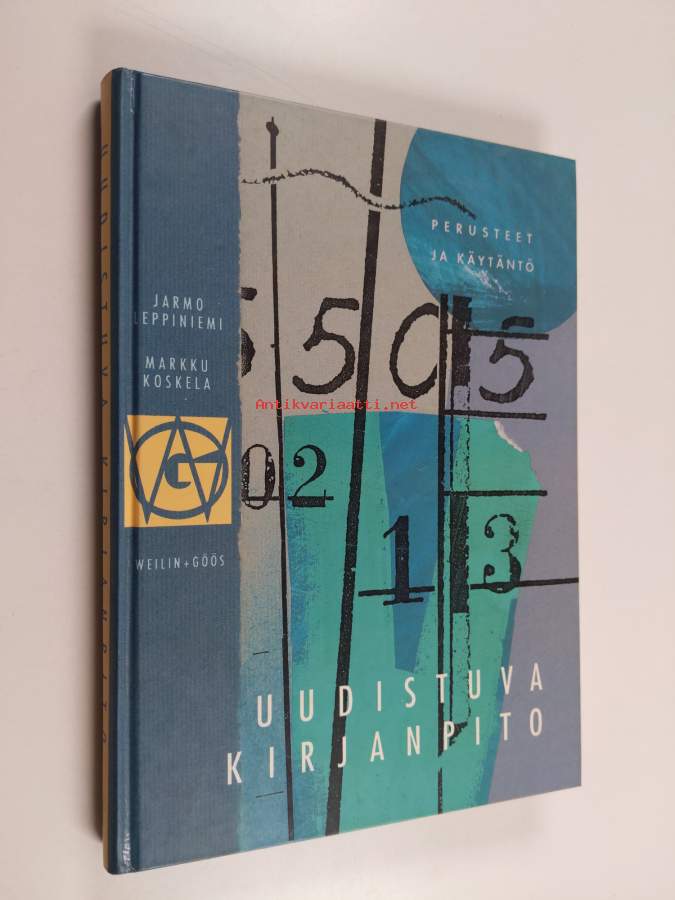 PERUSTEET
JA KÄYTÄNTÖ
JARMO
LEPPINIEMI
MARKKU
KOSKELA
5 5 0 5
Antikvariaatti.net
02
1 3
WEILIN+GÖÖS
UUDISTUVA
KIRJANPITO
UUDISTUVA KIRJANPITO